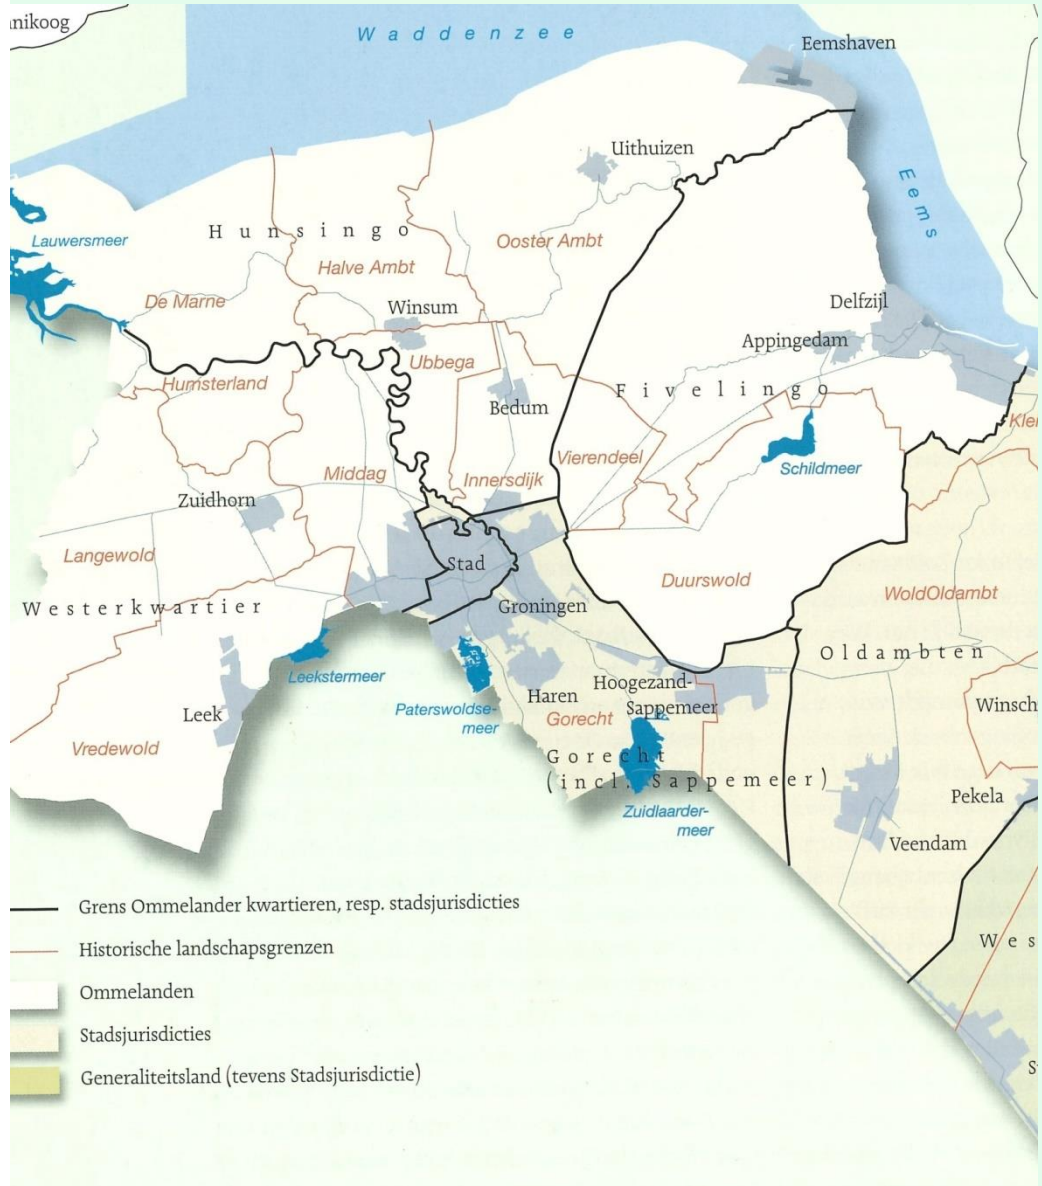 nikoog
Waddenzee
Eemshaven
Uithuizen
Eems
Hunsingo
Lauwersmeer
Ooster Ambt
Halve Ambt
De Marne
Winsum
Delfzijl
Appingedam
Ubbega
Humsterland
Fivelingo
Bedum
Kle
Vierendeel
Schildmeer
Middag
Innersdijk
Zuidhorn
Langewold
Stad
Duurswold
WoldOldambt
Westerkwartier
Groningen
Oldambten
Leekstermeer
Haren
Hoogezand-
Sappemeer
Leek
Paterswoldse-
meer
Gorecht
Winsch
Vredewold
Gorecht
(incl. Sappemeer)
Pekela
Zuidlaarder-
meer
Veendam
Grens Ommelander kwartieren, resp. stadsjurisdicties
Wes
Historische landschapsgrenzen
Ommelanden
Stadsjurisdicties
S
Generaliteitsland (tevens Stadsjurisdictie)